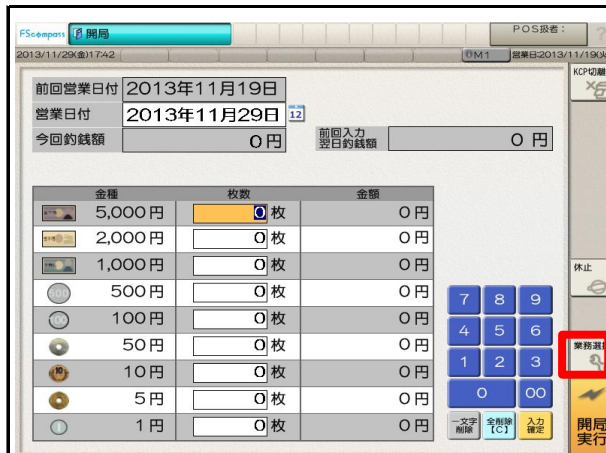 FScompass 開局 POS扱者：
2013/11/29(金)17:42 M1 営業日:2013/11/19(火
KCP切離
前回営業日付 2013年11月19日
営業日付 2013年11月29日 12
今回釣銭額 0円 前回入力翌日釣銭額 0 円
金種 枚数 金額
5,000円 0枚 0円
2,000円 0枚 0円
1,000円 0枚 0円
休止
500円 0枚 0円
7 8 9
100円 0枚 0円
4 5 6
50円 0枚 0円
業務選択
1 2 3
10円 0枚 0円
0 00
5円 0枚 0円
一文字削除 全削除【C】 入力確定
1円 0枚 0円
開局
実行